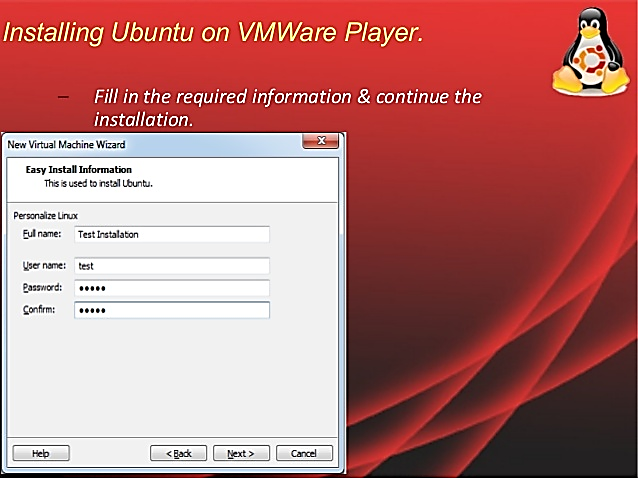 Installing Ubuntu on VMWare Player.
– Fill in the required information & continue the
installation.
New Virtual Machine Wizard
Easy Install Information
This is used to install Ubuntu.
Personalize Linux
Full name: Test Installation
User name: test
Password: •••••
Confirm: •••••
Help < Back Next > Cancel